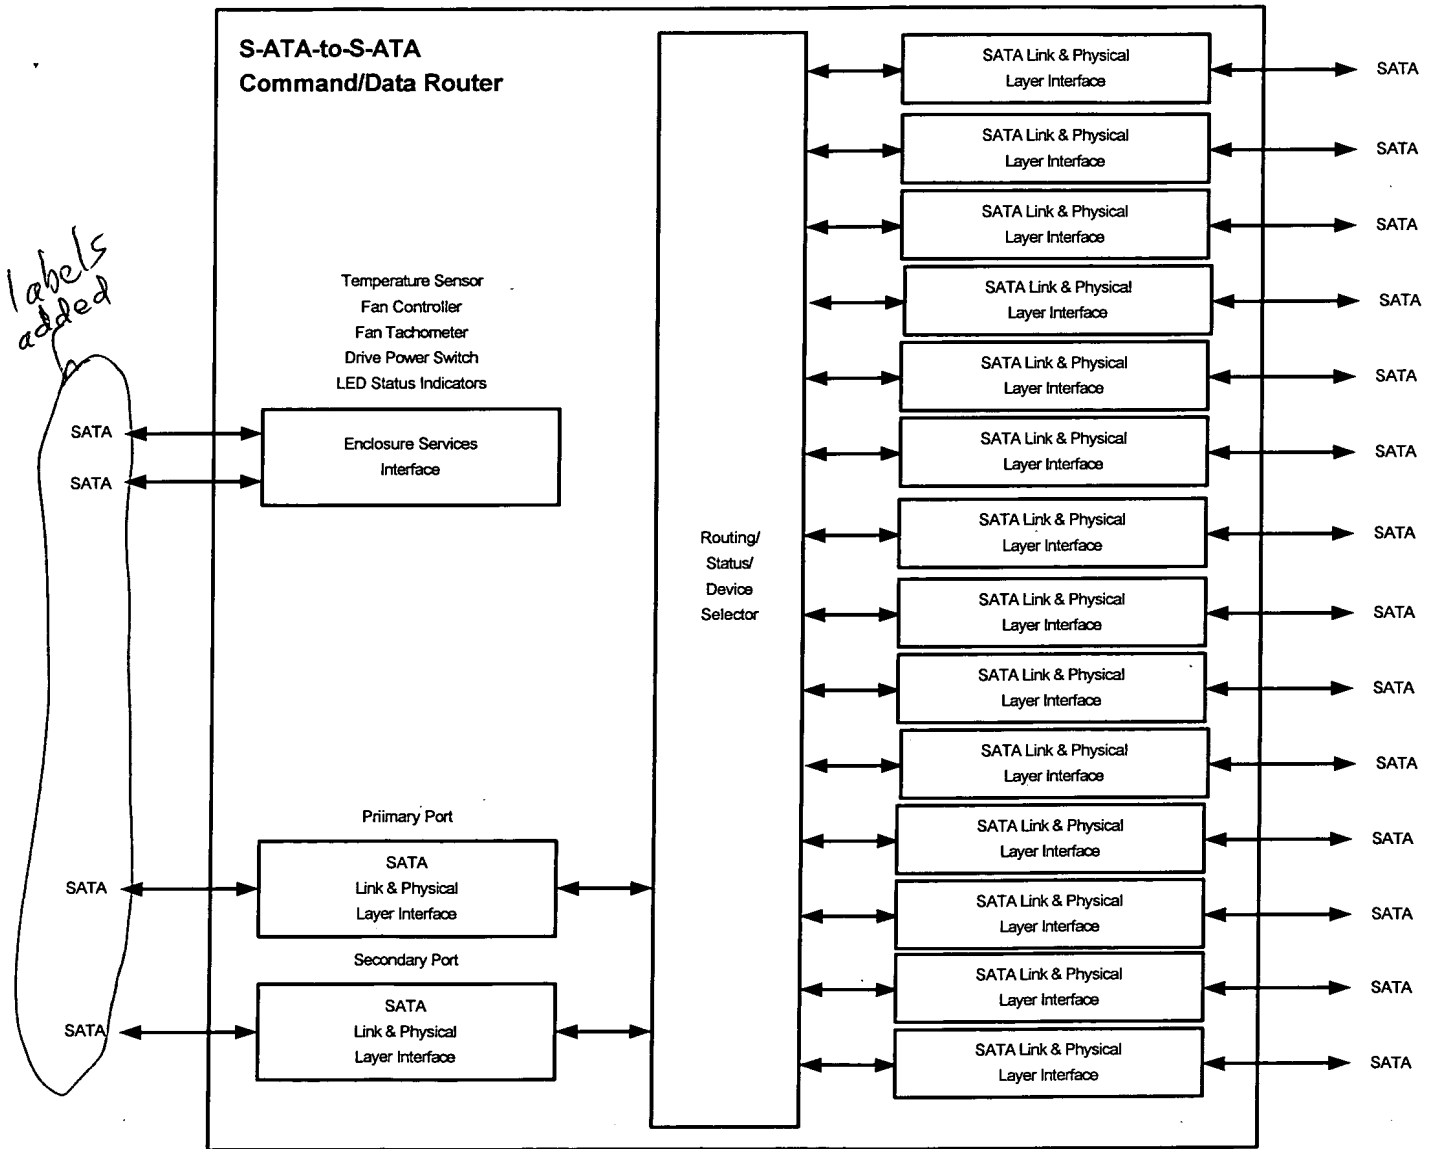 S-ATA-to-S-ATA
Command/Data Router
labels
added
Temperature Sensor
Fan Controller
Fan Tachometer
Drive Power Switch
LED Status Indicators
SATA
SATA
Enclosure Services
Interface
Priimary Port
SATA
SATA
Link & Physical
Layer Interface
Secondary Port
SATA
SATA
Link & Physical
Layer Interface
Routing/
Status/
Device
Selector
SATA Link & Physical
Layer Interface
SATA
SATA Link & Physical
Layer Interface
SATA
SATA Link & Physical
Layer Interface
SATA
SATA Link & Physical
Layer Interface
SATA
SATA Link & Physical
Layer Interface
SATA
SATA Link & Physical
Layer Interface
SATA
SATA Link & Physical
Layer Interface
SATA
SATA Link & Physical
Layer Interface
SATA
SATA Link & Physical
Layer Interface
SATA
SATA Link & Physical
Layer Interface
SATA
SATA Link & Physical
Layer Interface
SATA
SATA Link & Physical
Layer Interface
SATA
SATA Link & Physical
Layer Interface
SATA
SATA Link & Physical
Layer Interface
SATA